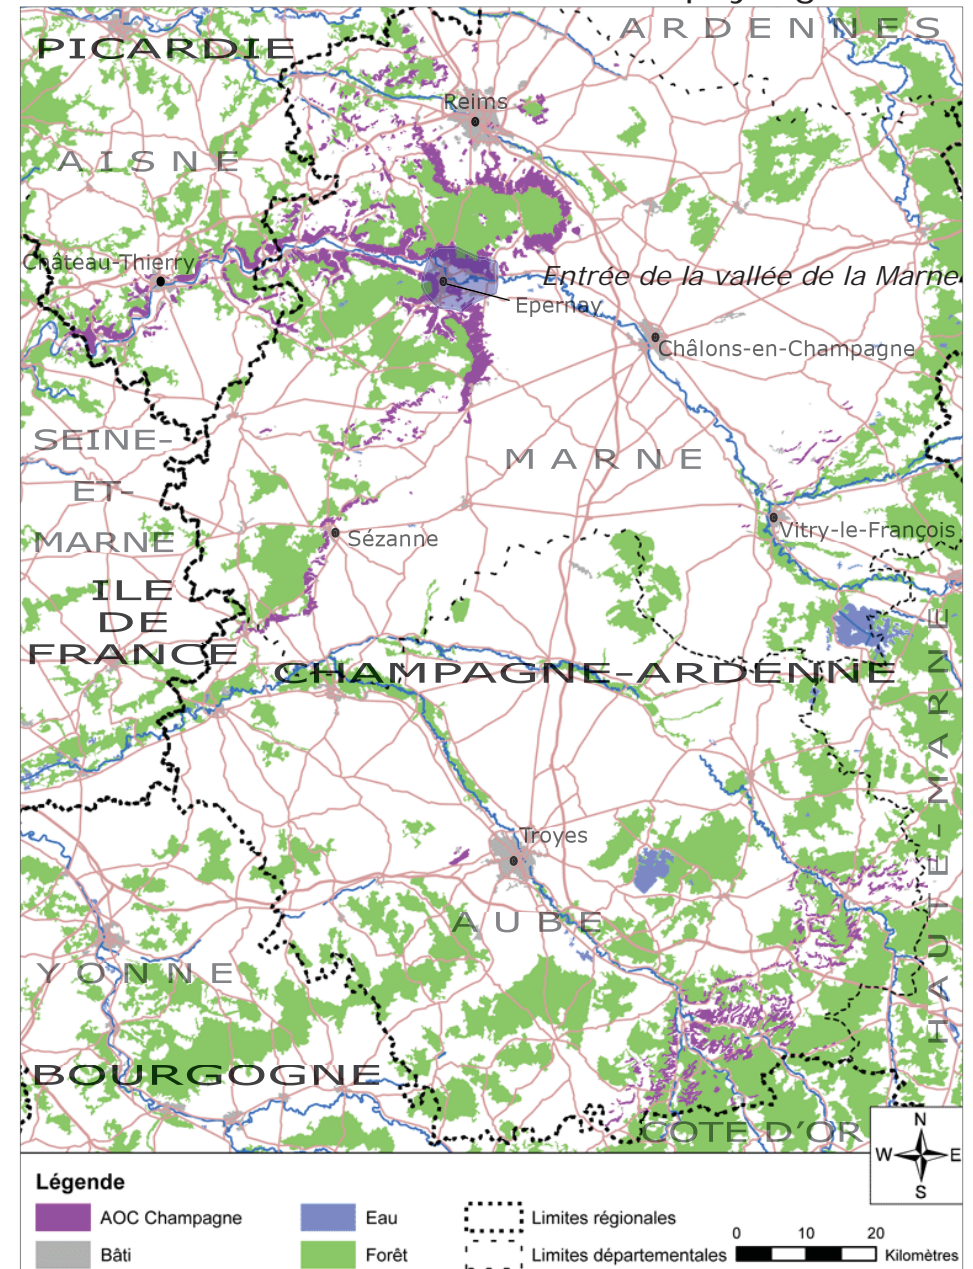 ARDENNES
PICARDIE
Reims
AISNE
Château-Thierry
Entrée de la vallée de la Marne
Epernay
Châlons-en-Champagne
SEINE-
ET-
MARNE
MARNE
Sézanne
Vitry-le-François
ILE
DE
FRANCE
CHAMPAGNE-ARDENNE
HAUTE-MARNE
Troyes
AUBE
YONNE
BOURGOGNE
COTE D'OR
N
W E
S
Légende
AOC Champagne
Eau
Limites régionales
0 10 20
Bâti
Forêt
Limites départementales
Kilomètres